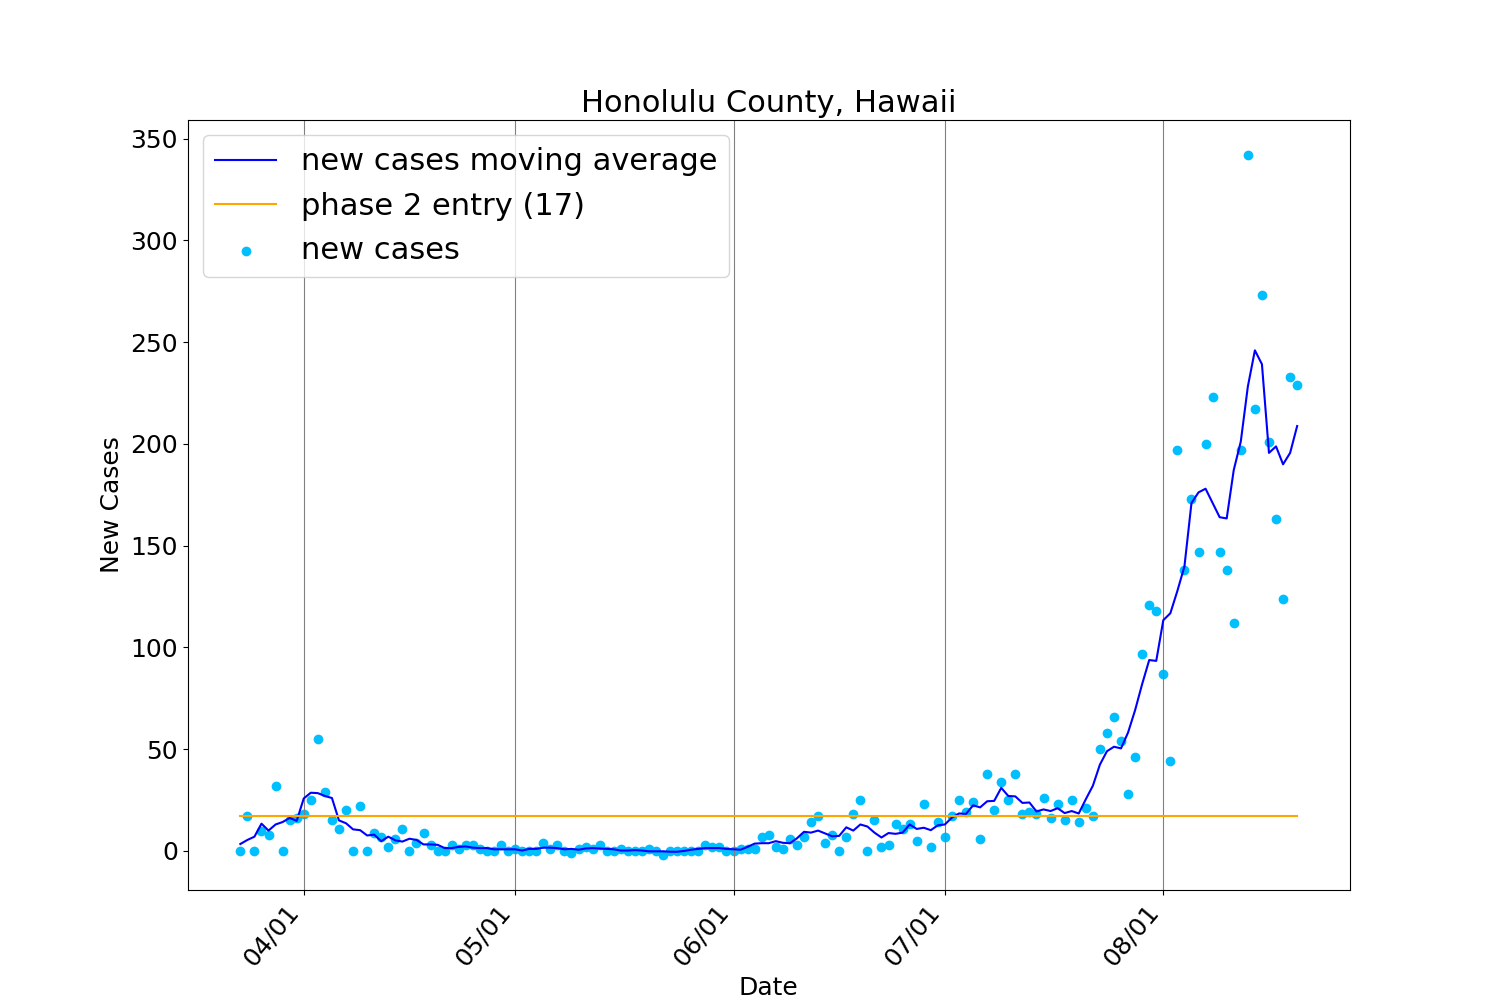 Honolulu County, Hawaii
new cases moving average
phase 2 entry (17)
new cases
350
300
250
200
150
100
50
0
New Cases
04/01
05/01
06/01
07/01
08/01
Date